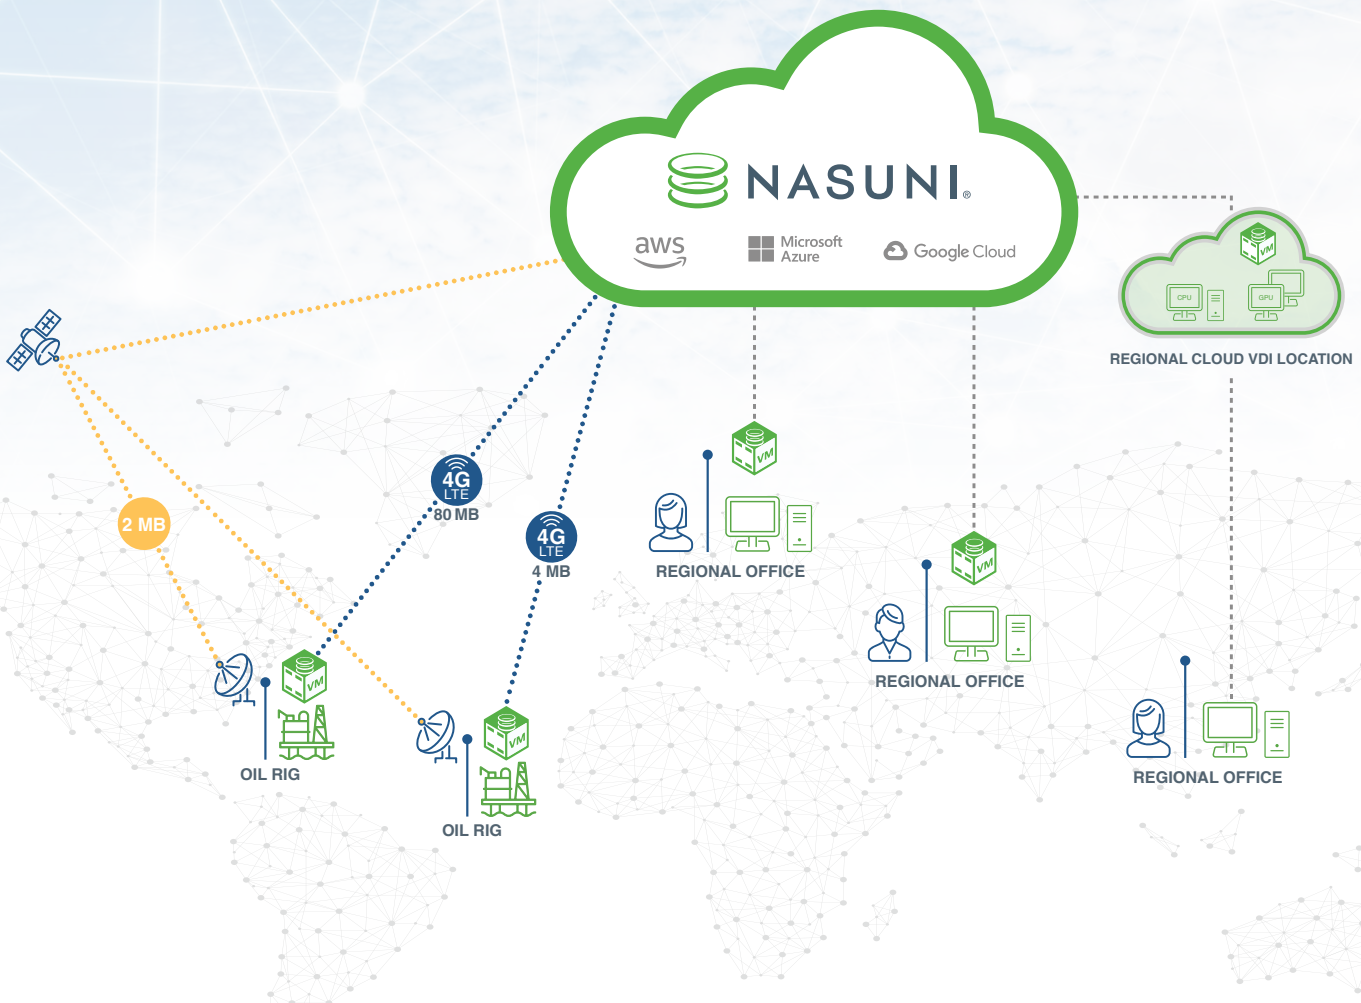 NASUNI®
aws
Microsoft
Azure
Google Cloud
VM
CPU
GPU
REGIONAL CLOUD VDI LOCATION
4G
LTE
80 MB
2 MB
4G
LTE
4 MB
VM
REGIONAL OFFICE
VM
REGIONAL OFFICE
VM
OIL RIG
VM
OIL RIG
REGIONAL OFFICE